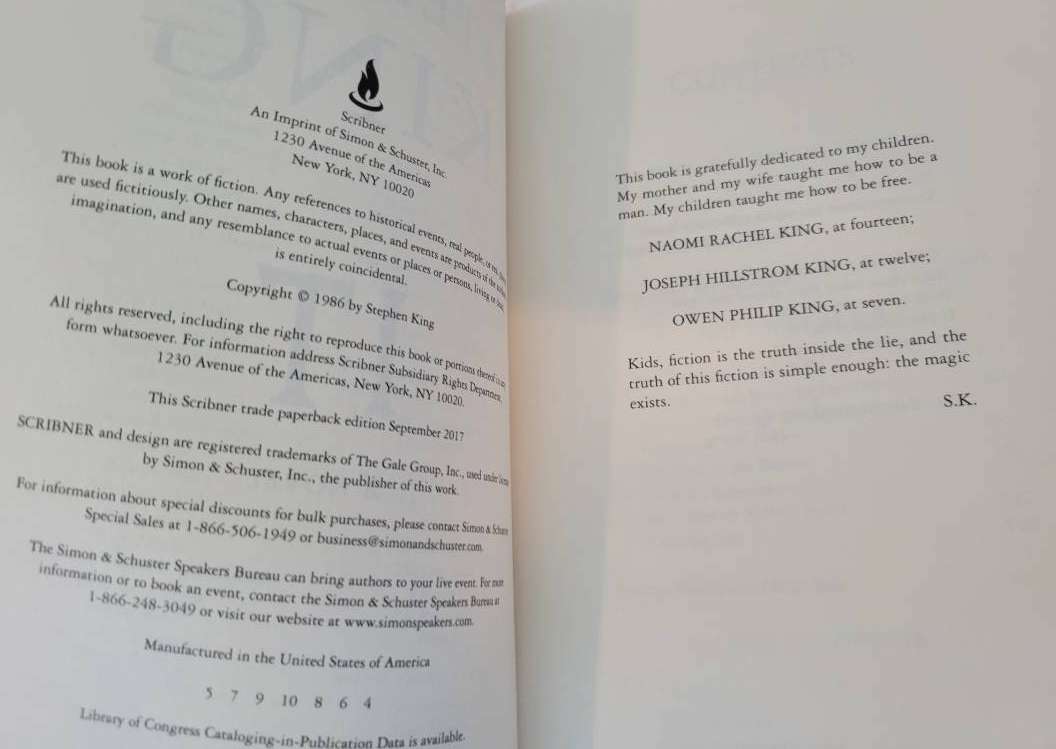 Scribner
An Imprint of Simon & Schuster, Inc.
1230 Avenue of the Americas
New York, NY 10020
This book is a work of fiction. Any references to historical events, real people,
are used fictitiously. Other names, characters, places, and events are products of the
imagination, and any resemblance to actual events or places or persons, living or dead,
is entirely coincidental.
Copyright © 1986 by Stephen King
All rights reserved, including the right to reproduce this book or portions thereof in any
form whatsoever. For information address Scribner Subsidiary Rights Department,
1230 Avenue of the Americas, New York, NY 10020.
This Scribner trade paperback edition September 2017
SCRIBNER and design are registered trademarks of The Gale Group, Inc., used under
by Simon & Schuster, Inc., the publisher of this work.
For information about special discounts for bulk purchases, please contact Simon & Schuster
Special Sales at 1-866-506-1949 or business@simonandschuster.com.
The Simon & Schuster Speakers Bureau can bring authors to your live event. For more
information or to book an event, contact the Simon & Schuster Speakers Bureau at
1-866-248-3049 or visit our website at www.simonspeakers.com.
Manufactured in the United States of America
5 7 9 10 8 6 4
Library of Congress Cataloging-in-Publication Data is available.
This book is gratefully dedicated to my children.
My mother and my wife taught me how to be a
man. My children taught me how to be free.
NAOMI RACHEL KING, at fourteen;
JOSEPH HILLSTROM KING, at twelve;
OWEN PHILIP KING, at seven.
Kids, fiction is the truth inside the lie, and the
truth of this fiction is simple enough: the magic
exists.
S.K.